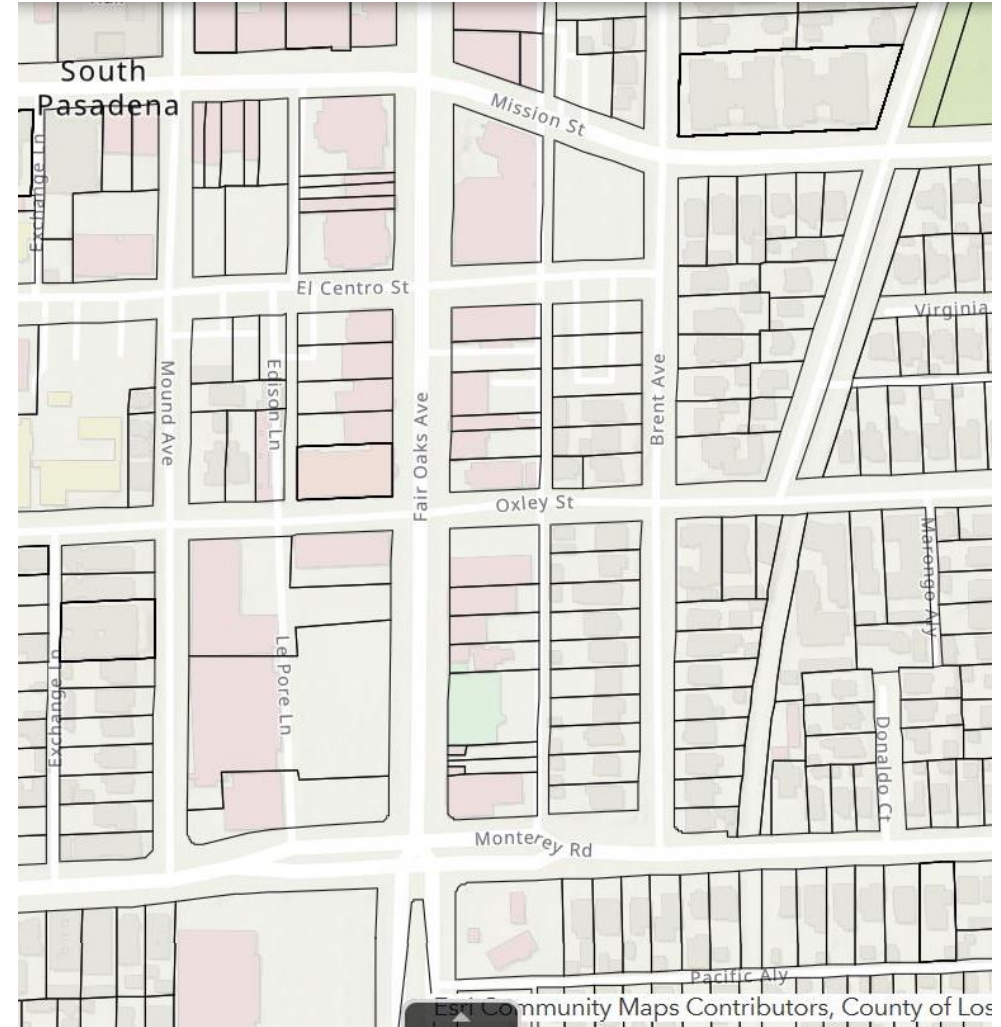 South
Pasadena
Mission St
Exchange Ln
El Centro St
Virginia
Mound Ave
Edison Ln
Fair Oaks Ave
Brent Ave
Oxley St
Marengo Aly
Exchange Ln
Le Pore Ln
Donaldo Ct
Monterey Rd
Pacific Aly
Esri Community Maps Contributors, County of Los